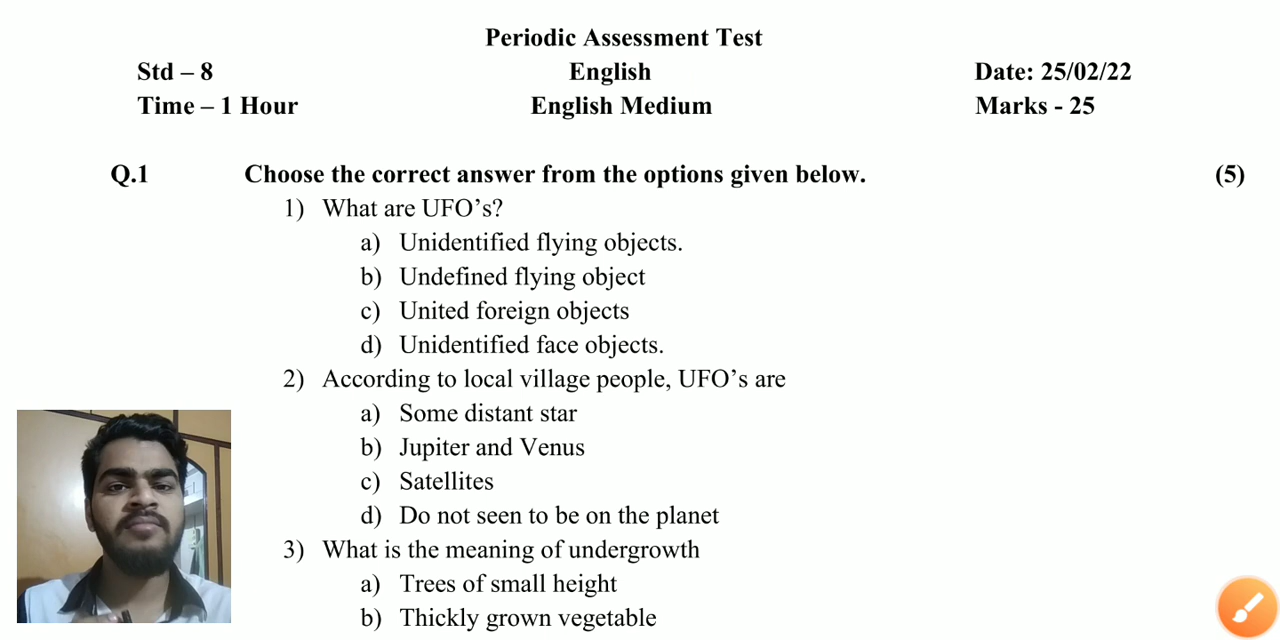 Periodic Assessment Test
Std – 8 English Date: 25/02/22
Time – 1 Hour English Medium Marks - 25
Q.1 Choose the correct answer from the options given below. (5)
1) What are UFO’s?
a) Unidentified flying objects.
b) Undefined flying object
c) United foreign objects
d) Unidentified face objects.
2) According to local village people, UFO’s are
a) Some distant star
b) Jupiter and Venus
c) Satellites
d) Do not seen to be on the planet
3) What is the meaning of undergrowth
a) Trees of small height
b) Thickly grown vegetable